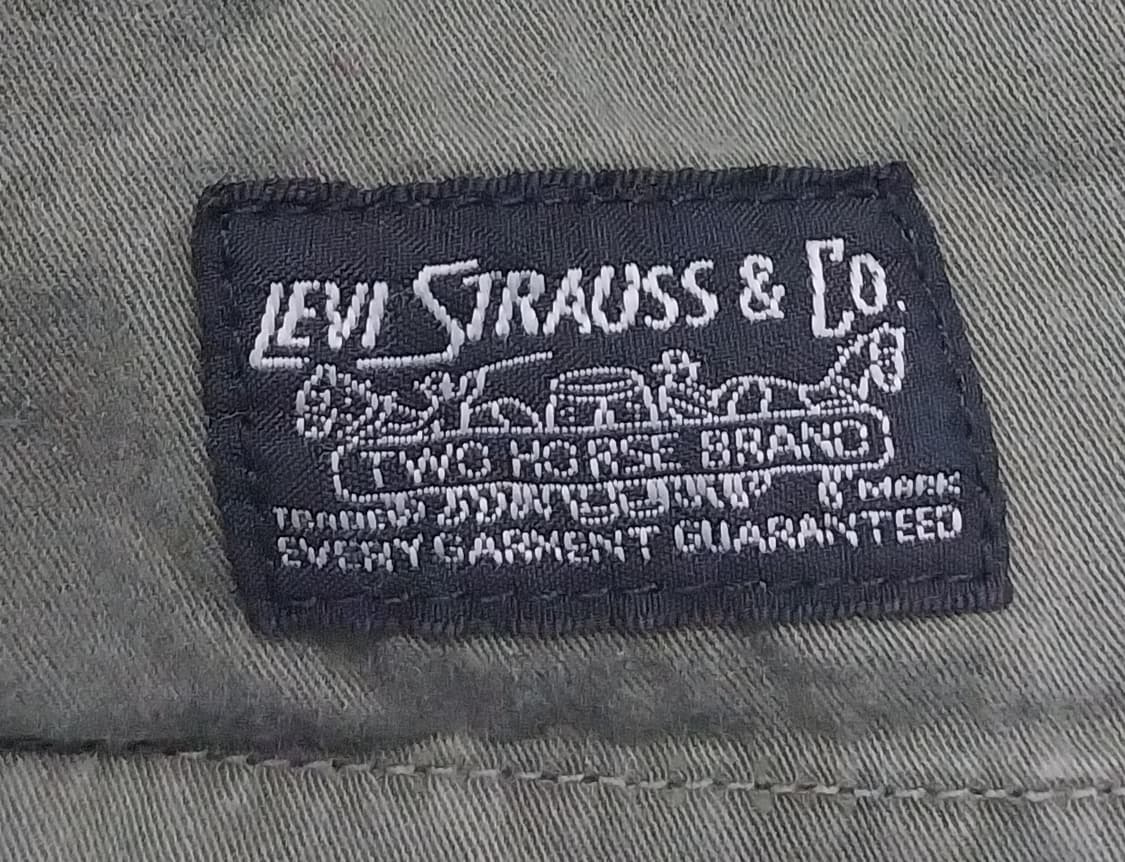 LEVI STRAUSS & CO.
TWO HORSE BRAND
TRADE MARK
EVERY GARMENT GUARANTEED